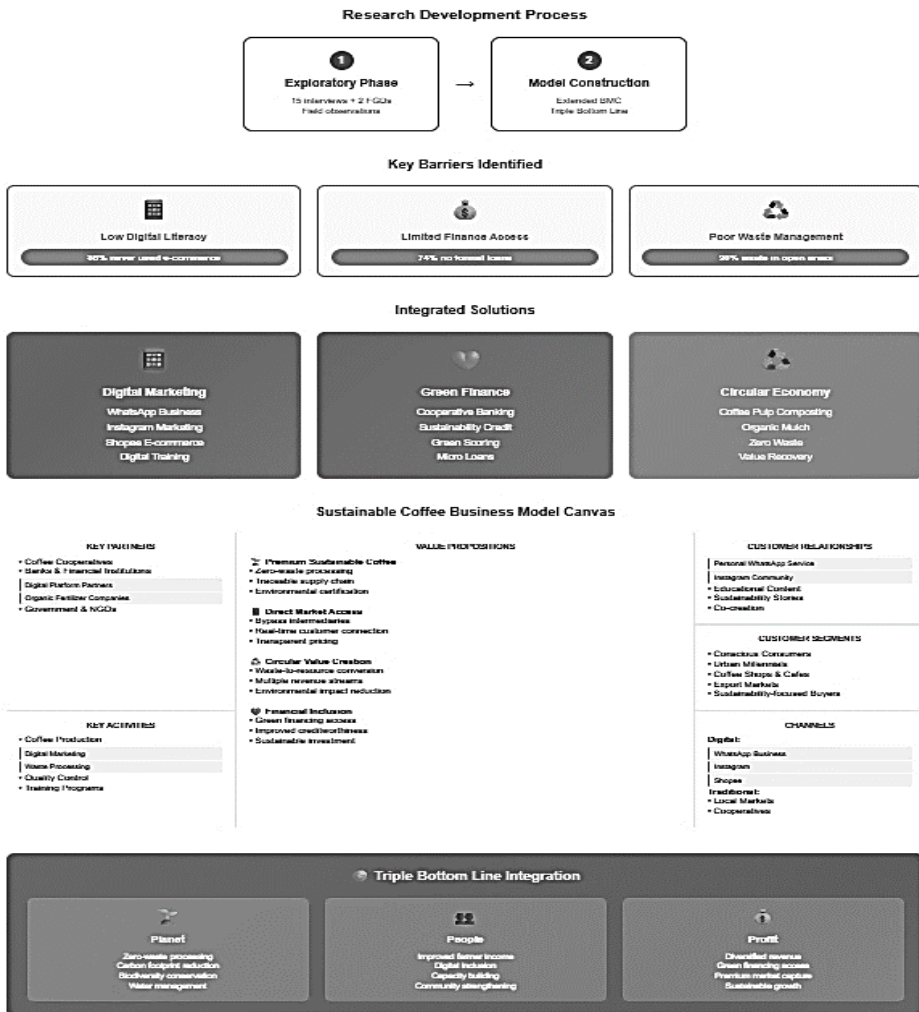 Research Development Process
1
Exploratory Phase
15 interviews + 2 FGDs
Field observations
→
2
Model Construction
Extended BMC
Triple Bottom Line
Key Barriers Identified
Low Digital Literacy
never used e-commerce
Limited Finance Access
74% no formal loans
Poor Waste Management
waste in open areas
Integrated Solutions
Digital Marketing
WhatsApp Business
Instagram Marketing
Shopee E-commerce
Digital Training
Green Finance
Cooperative Banking
Sustainability Credit
Green Scoring
Micro Loans
Circular Economy
Coffee Pulp Composting
Organic Mulch
Zero Waste
Value Recovery
Sustainable Coffee Business Model Canvas
KEY PARTNERS
• Coffee Cooperatives
• Banks & Financial Institutions
Digital Platform Partners
Organic Fertilizer Companies
• Government & NGOs
KEY ACTIVITIES
• Coffee Production
Digital Marketing
Waste Processing
• Quality Control
• Training Programs
VALUE PROPOSITIONS
Premium Sustainable Coffee
• Zero-waste processing
• Traceable supply chain
• Environmental certification
Direct Market Access
• Bypass intermediaries
• Real-time customer connection
• Transparent pricing
Circular Value Creation
• Waste-to-resource conversion
• Multiple revenue streams
• Environmental impact reduction
Financial Inclusion
• Green financing access
• Improved creditworthiness
• Sustainable investment
CUSTOMER RELATIONSHIPS
Personal WhatsApp Service
Instagram Community
• Educational Content
• Sustainability Stories
• Co-creation
CUSTOMER SEGMENTS
• Conscious Consumers
• Urban Millennials
• Coffee Shops & Cafes
• Export Markets
• Sustainability-focused Buyers
CHANNELS
Digital:
WhatsApp Business
Instagram
Shopee
Traditional:
• Local Markets
• Cooperatives
Triple Bottom Line Integration
Planet
Zero-waste processing
Carbon footprint reduction
Biodiversity conservation
Water management
People
Improved farmer income
Digital inclusion
Capacity building
Community strengthening
Profit
Diversified revenue
Green financing access
Premium market capture
Sustainable growth